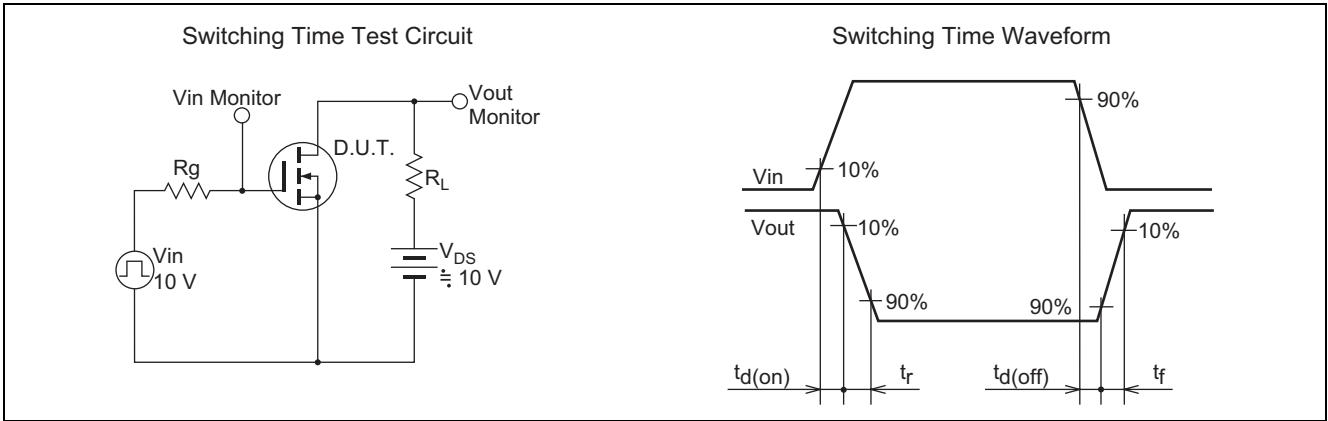 Switching Time Test Circuit
Vin Monitor
Vout
Monitor
D.U.T.
Rg
RL
Vin
10 V
VDS
≒ 10 V
Switching Time Waveform
90%
10%
Vin
Vout
10%
10%
90%
90%
td(on)
tr
td(off)
tf